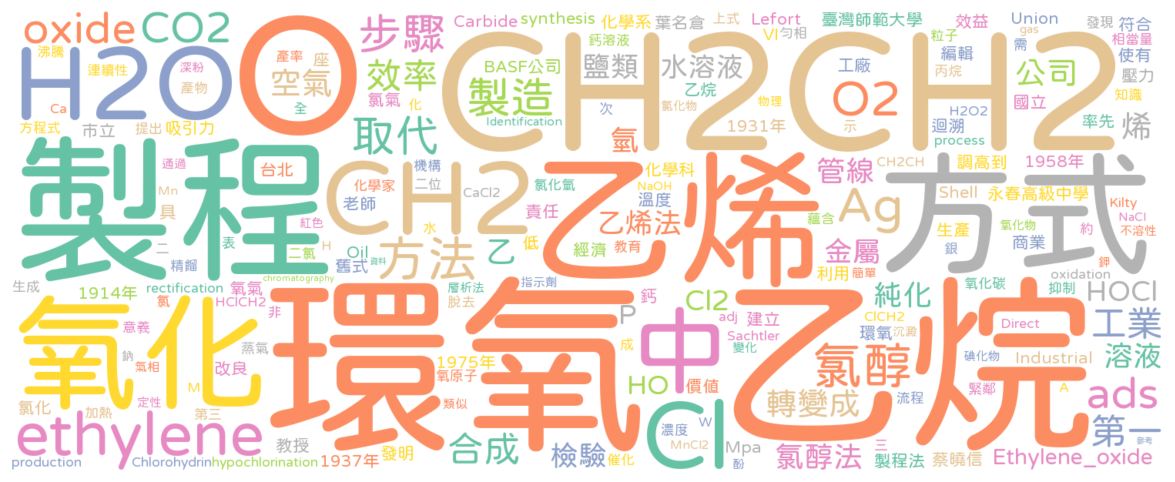 oxide CO2 步驟 Carbide synthesis 化學系 葉名倉 上式 Lefort 臺灣師範大學 效益 Union 發現 符合
沸騰 H2O O CH2CH2 粒子 gas 相當量
連續性 深粉 產率 座 空氣 效率 鈣溶液 BASF公司 鹽類 VI 勻相 水溶液 工廠 需 編輯 丙烷 公司 使有 壓力
產物 氯氣 製造 乙烷 氯化物 物理 O2 H2O2 國立 知識
Ca 全 化 Identification 次 1931年 示 迴溯 率先
方程式 市立 提出 吸引力 取代 氫 process 烯
製程 通過 台北 CH2 機構 二位 氯化氧 乙烯 化學科 NaOH 溫度 管線 CH2CH 方式 調高到 1958年
Mn 具 化學家 老師 CaCl2 責任 乙烯法 蘊含 Ag Shell 永春高級中學 Kilty
二 表 紅色 水 經濟 教育 金屬 生產 氧化物 約 NaCl
二氯 H Oil 方法 乙 低 利用 簡單 銀 商業 不溶性
精餾 舊式 資料 chromatography oxidation 鉀
生成 1914年 rectification 氧氣 層析法 指示劑 鈣 Cl2 純化 氧化碳 抑制 HOCl
氧化 氯 HClCH2 非 環氧 脫去 P 中 adj 建立 ClCH2 乙烷 Direct 工業
意義 1975年 成 Sachtler 環氧 沉澱
鈉 氣相 蒸氣 改良 氧原子 HO 價值 變化 氯醇 碘化物 Industrial 溶液
氯化 M 定性 類似 Cl 轉變成 流程 緊鄰 A ads
加熱 第三 濃度 W 第一
ethylene 教授 發明 合成 檢驗 MnCl2 Mpa 三 參考
production Chlorohydrin hypochlorination 1937年 催化 酚 氯醇法 製程法 蔡曉信 Ethylene_oxide